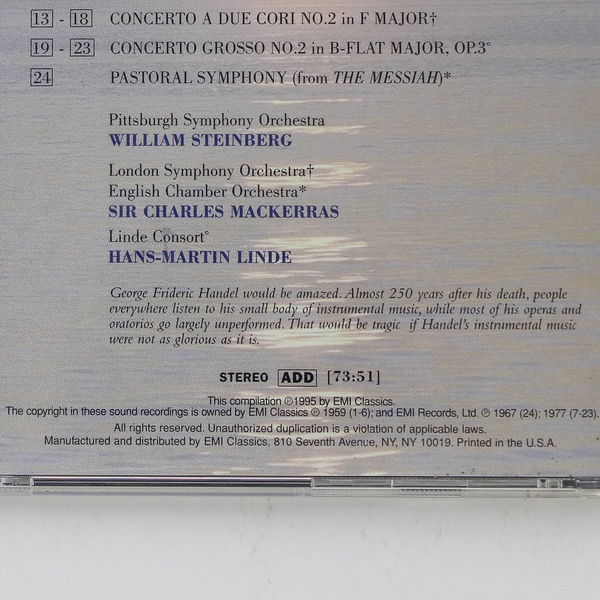 13 - 18 CONCERTO A DUE CORI NO.2 in F MAJOR†
19 - 23 CONCERTO GROSSO NO.2 in B-FLAT MAJOR, OP.3°
24 PASTORAL SYMPHONY (from THE MESSIAH)*
Pittsburgh Symphony Orchestra
WILLIAM STEINBERG
London Symphony Orchestra†
English Chamber Orchestra*
SIR CHARLES MACKERRAS
Linde Consort°
HANS-MARTIN LINDE
George Frideric Handel would be amazed. Almost 250 years after his death, people
everywhere listen to his small body of instrumental music, while most of his operas and
oratorios go largely unperformed. That would be tragic if Handel's instrumental music
were not as glorious as it is.
STEREO ADD [73:51]
This compilation ℗1995 by EMI Classics.
The copyright in these sound recordings is owned by EMI Classics ℗ 1959 (1-6); and EMI Records, Ltd. ℗ 1967 (24); 1977 (7-23).
All rights reserved. Unauthorized duplication is a violation of applicable laws.
Manufactured and distributed by EMI Classics, 810 Seventh Avenue, NY, NY 10019. Printed in the U.S.A.